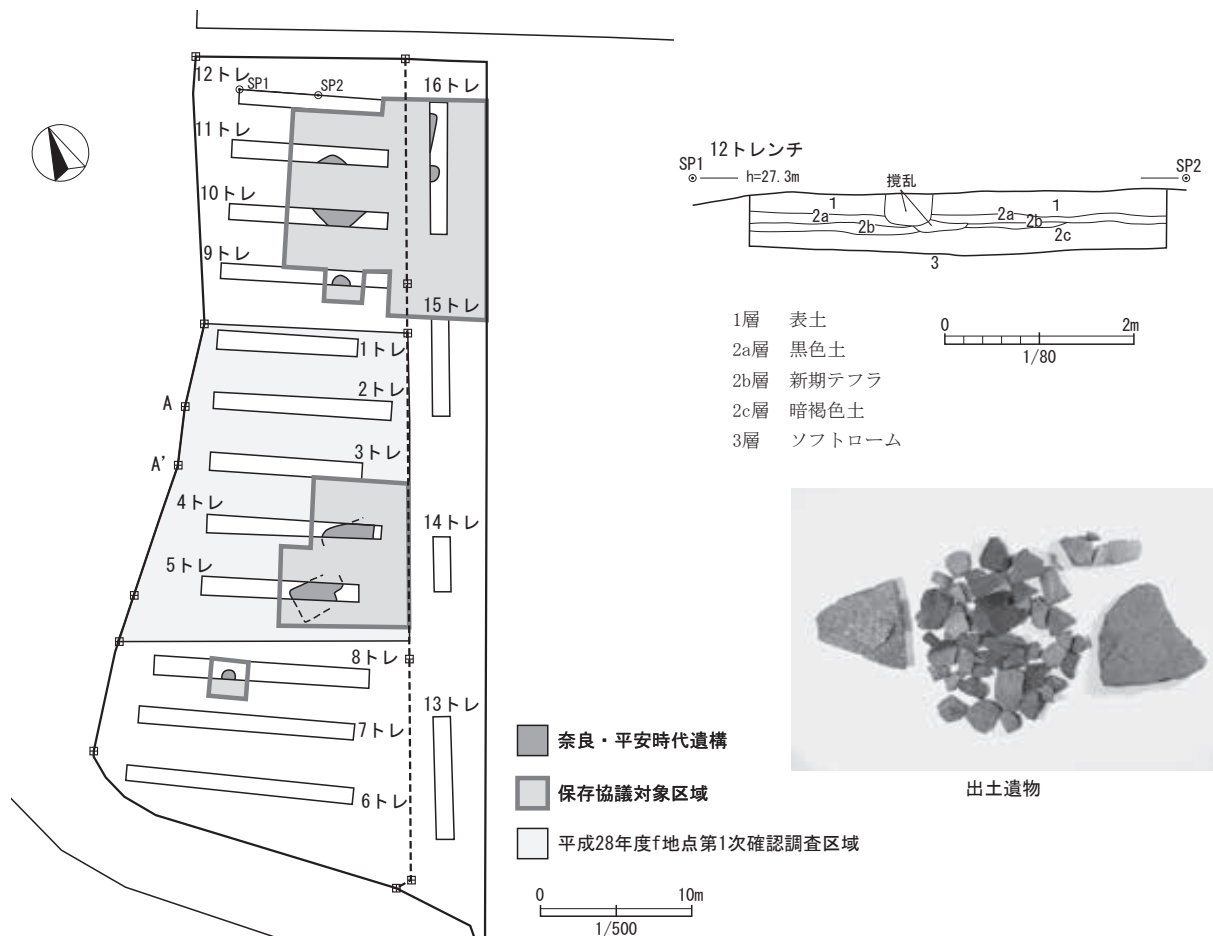 12トレ
SP1
SP2
16トレ
11トレ
10トレ
9トレ
15トレ
1トレ
2トレ
A
3トレ
A'
4トレ
14トレ
5トレ
8トレ
13トレ
7トレ
6トレ
12トレンチ
SP1
h=27.3m
SP2
撹乱
1
1
2a
2a
2b
2b
2c
3
1層 表土
2a層 黒色土
2b層 新期テフラ
2c層 暗褐色土
3層 ソフトローム
0
2m
1/80
出土遺物
奈良・平安時代遺構
保存協議対象区域
平成28年度f地点第1次確認調査区域
0
10m
1/500